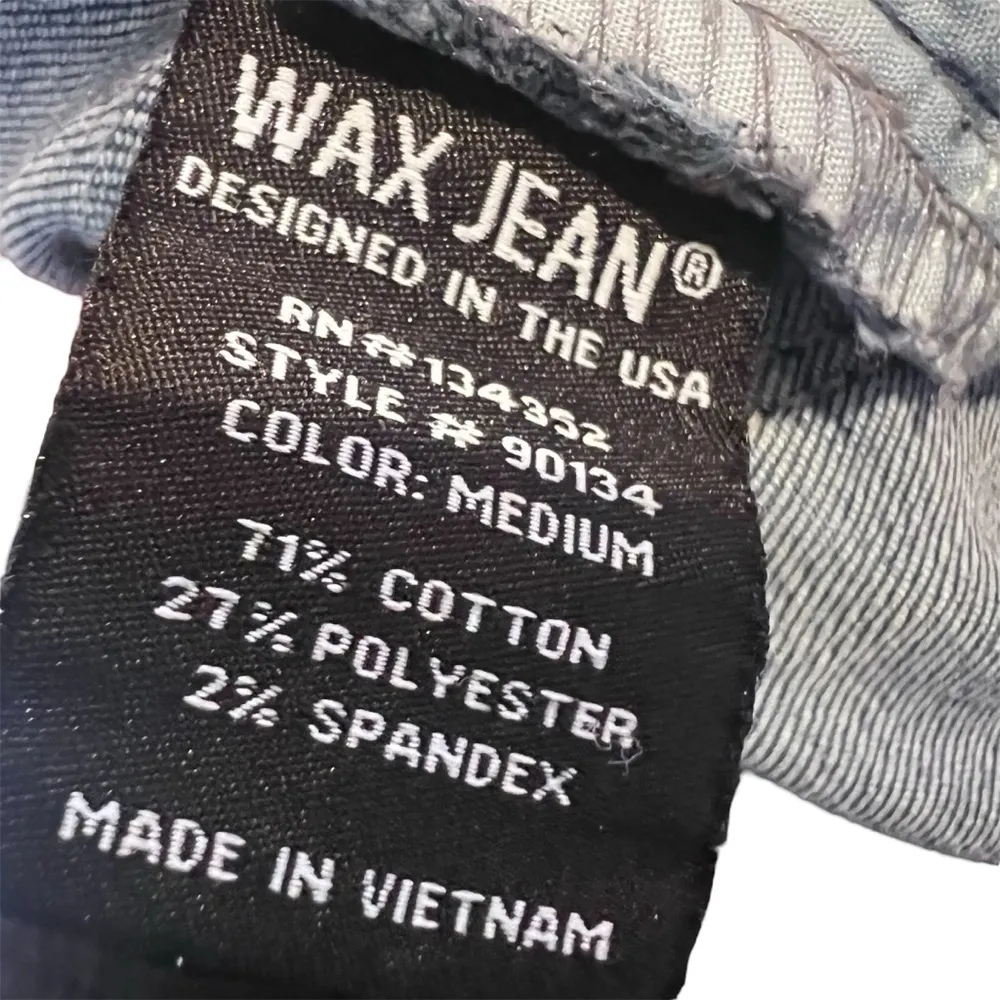 WAX JEAN®
DESIGNED IN THE USA
RN#134352
STYLE # 90134
COLOR: MEDIUM
71% COTTON
27% POLYESTER
2% SPANDEX
MADE IN VIETNAM